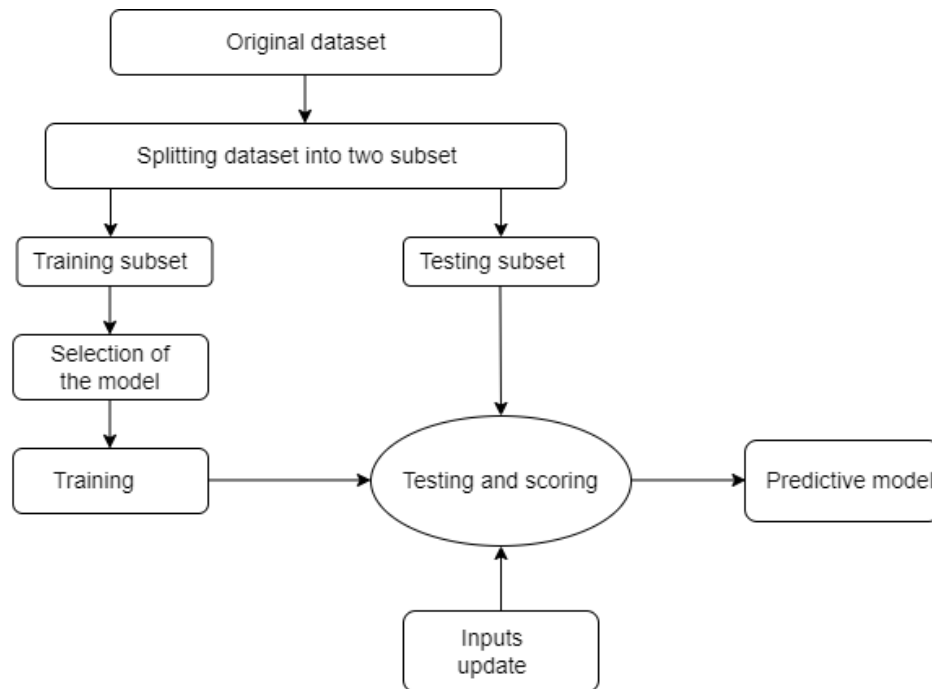 Original dataset
Splitting dataset into two subset
Training subset
Testing subset
Selection of
the model
Training
Testing and scoring
Predictive model
Inputs
update